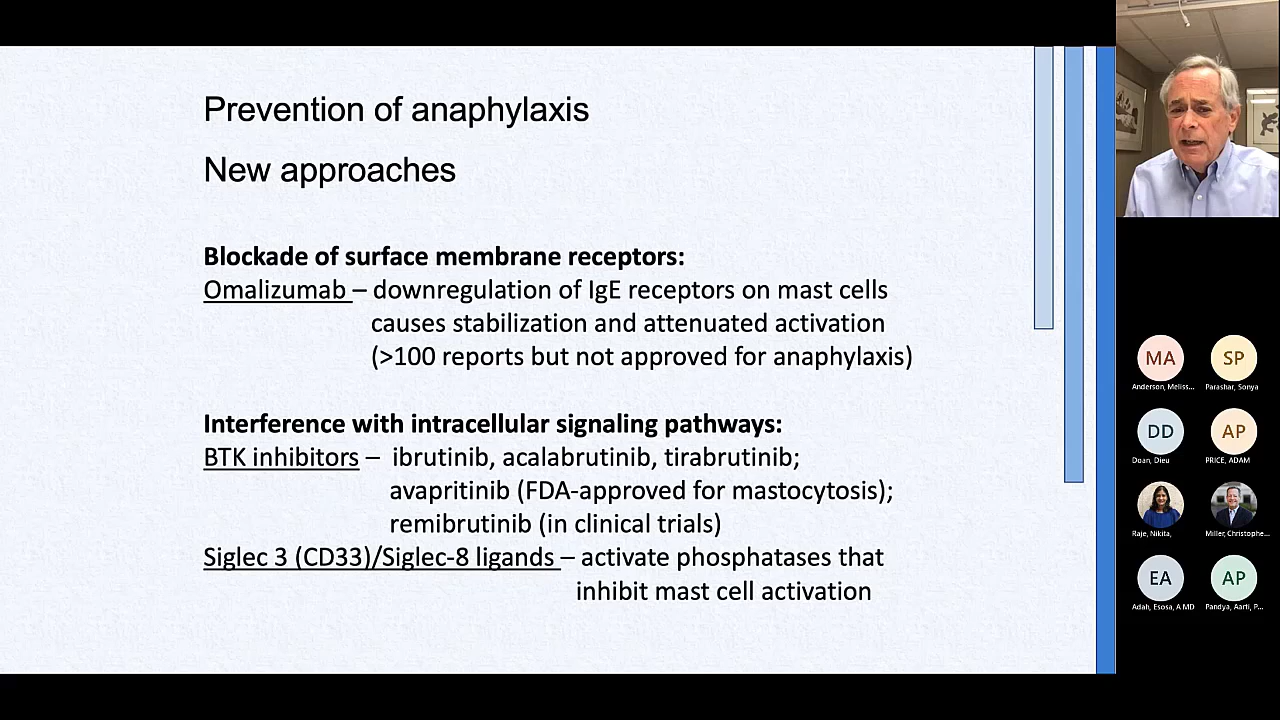 Prevention of anaphylaxis
New approaches
Blockade of surface membrane receptors:
Omalizumab – downregulation of IgE receptors on mast cells
causes stabilization and attenuated activation
(>100 reports but not approved for anaphylaxis)
Interference with intracellular signaling pathways:
BTK inhibitors – ibrutinib, acalabrutinib, tirabrutinib;
avapritinib (FDA-approved for mastocytosis);
remibrutinib (in clinical trials)
Siglec 3 (CD33)/Siglec-8 ligands – activate phosphatases that
inhibit mast cell activation
MA
SP
Anderson, Meliss...
Parashar, Sonya
DD
AP
Doan, Dieu
PRICE, ADAM
Raje, Nikita,
Miller, Christophe...
EA
AP
Adah, Esosa, A MD
Pandya, Aarti, P...